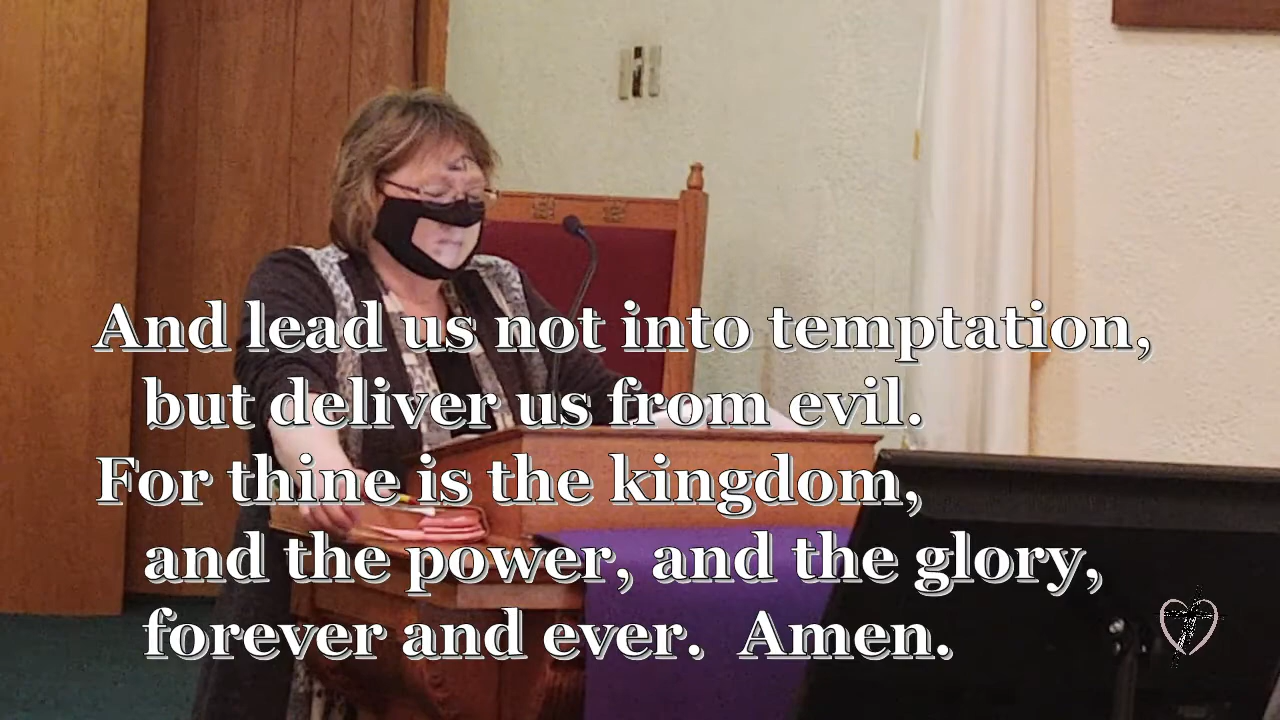 And lead us not into temptation,
but deliver us from evil.
For thine is the kingdom,
and the power, and the glory,
forever and ever.  Amen.